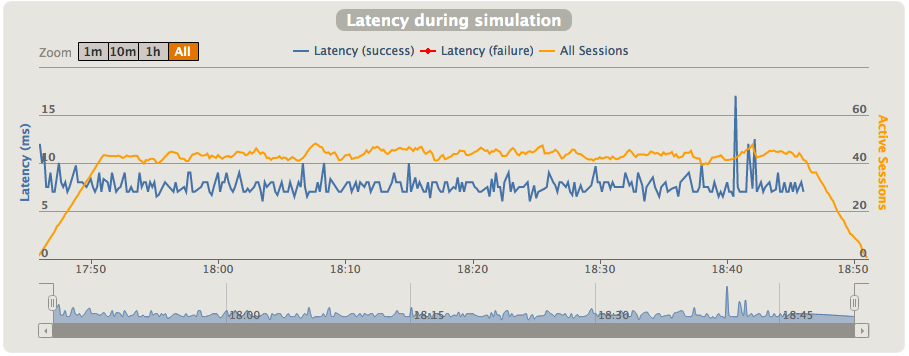 Latency during simulation
Zoom 1m 10m 1h All
Latency (success) Latency (failure) All Sessions
15 60
10 40
5 20
0 0
Latency (ms)
Active Sessions
17:50 18:00 18:10 18:20 18:30 18:40 18:50
18:00 18:15 18:30 18:45